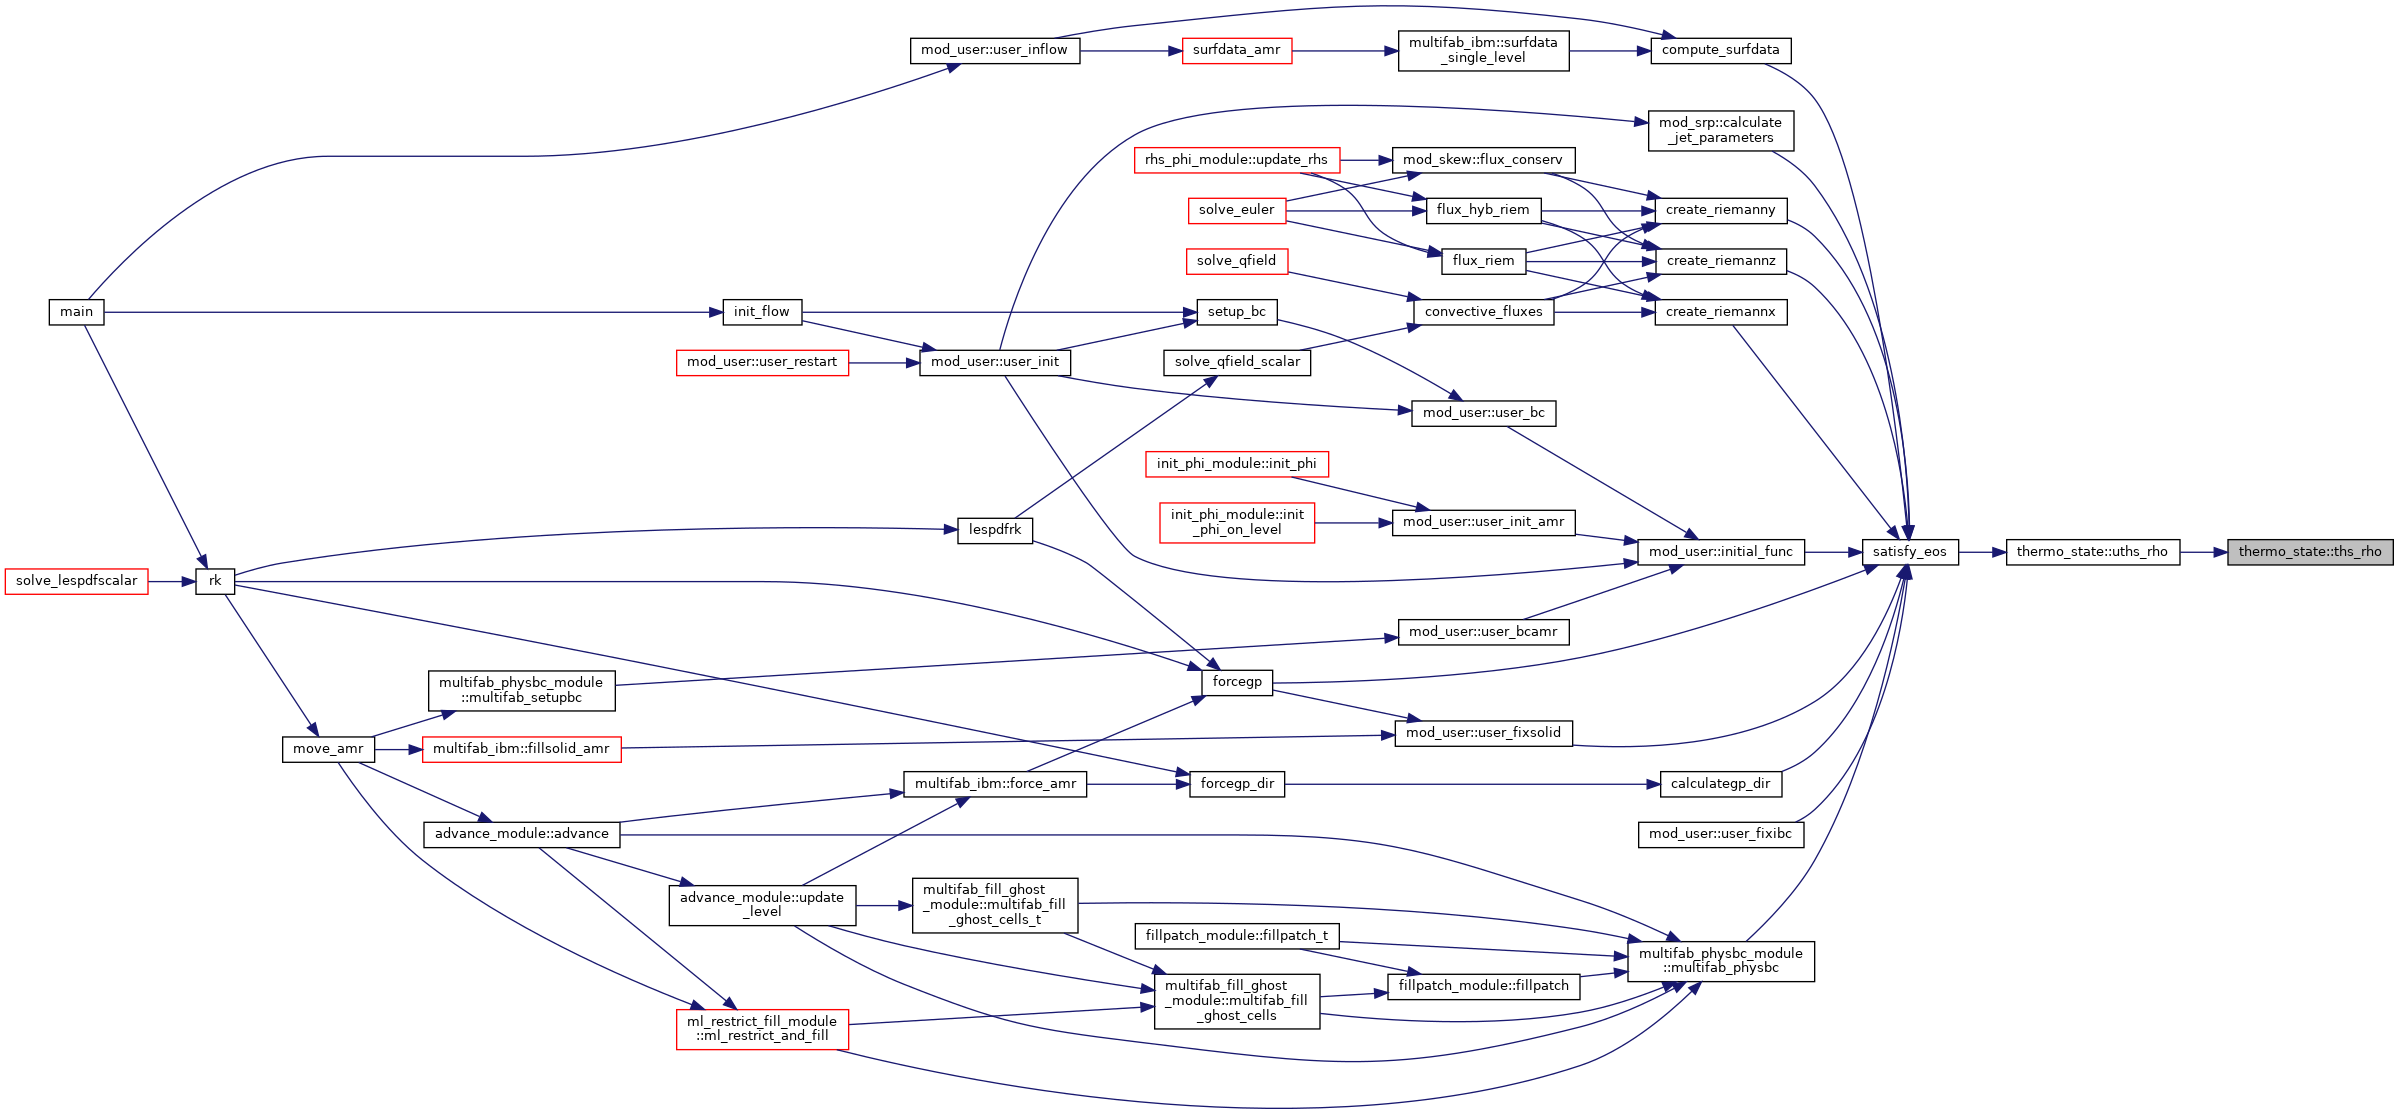 mod_user::user_inflow
surfdata_amr
multifab_ibm::surfdata
_single_level
compute_surfdata
mod_srp::calculate
_jet_parameters
rhs_phi_module::update_rhs
mod_skew::flux_conserv
solve_euler
flux_hyb_riem
create_riemanny
solve_qfield
flux_riem
create_riemannz
main
init_flow
setup_bc
convective_fluxes
create_riemannx
mod_user::user_restart
mod_user::user_init
solve_qfield_scalar
mod_user::user_bc
init_phi_module::init_phi
init_phi_module::init
_phi_on_level
mod_user::user_init_amr
lespdfrk
mod_user::initial_func
satisfy_eos
thermo_state::uths_rho
thermo_state::ths_rho
solve_lespdfscalar
rk
mod_user::user_bcamr
multifab_physbc_module
::multifab_setupbc
forcegp
move_amr
multifab_ibm::fillsolid_amr
mod_user::user_fixsolid
multifab_ibm::force_amr
forcegp_dir
calculategp_dir
advance_module::advance
mod_user::user_fixibc
advance_module::update
_level
multifab_fill_ghost
_module::multifab_fill
_ghost_cells_t
fillpatch_module::fillpatch_t
multifab_physbc_module
::multifab_physbc
multifab_fill_ghost
_module::multifab_fill
_ghost_cells
fillpatch_module::fillpatch
ml_restrict_fill_module
::ml_restrict_and_fill